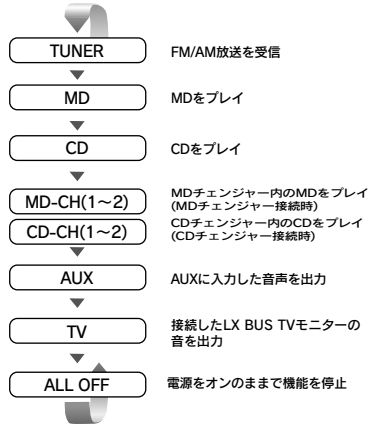 TUNER
FM/AM放送を受信
MD
MDをプレイ
CD
CDをプレイ
MD-CH(1～2)
MDチェンジャー内のMDをプレイ
(MDチェンジャー接続時)
CD-CH(1～2)
CDチェンジャー内のCDをプレイ
(CDチェンジャー接続時)
AUX
AUXに入力した音声を出力
TV
接続したLX BUS TVモニターの
音を出力
ALL OFF
電源をオンのままで機能を停止